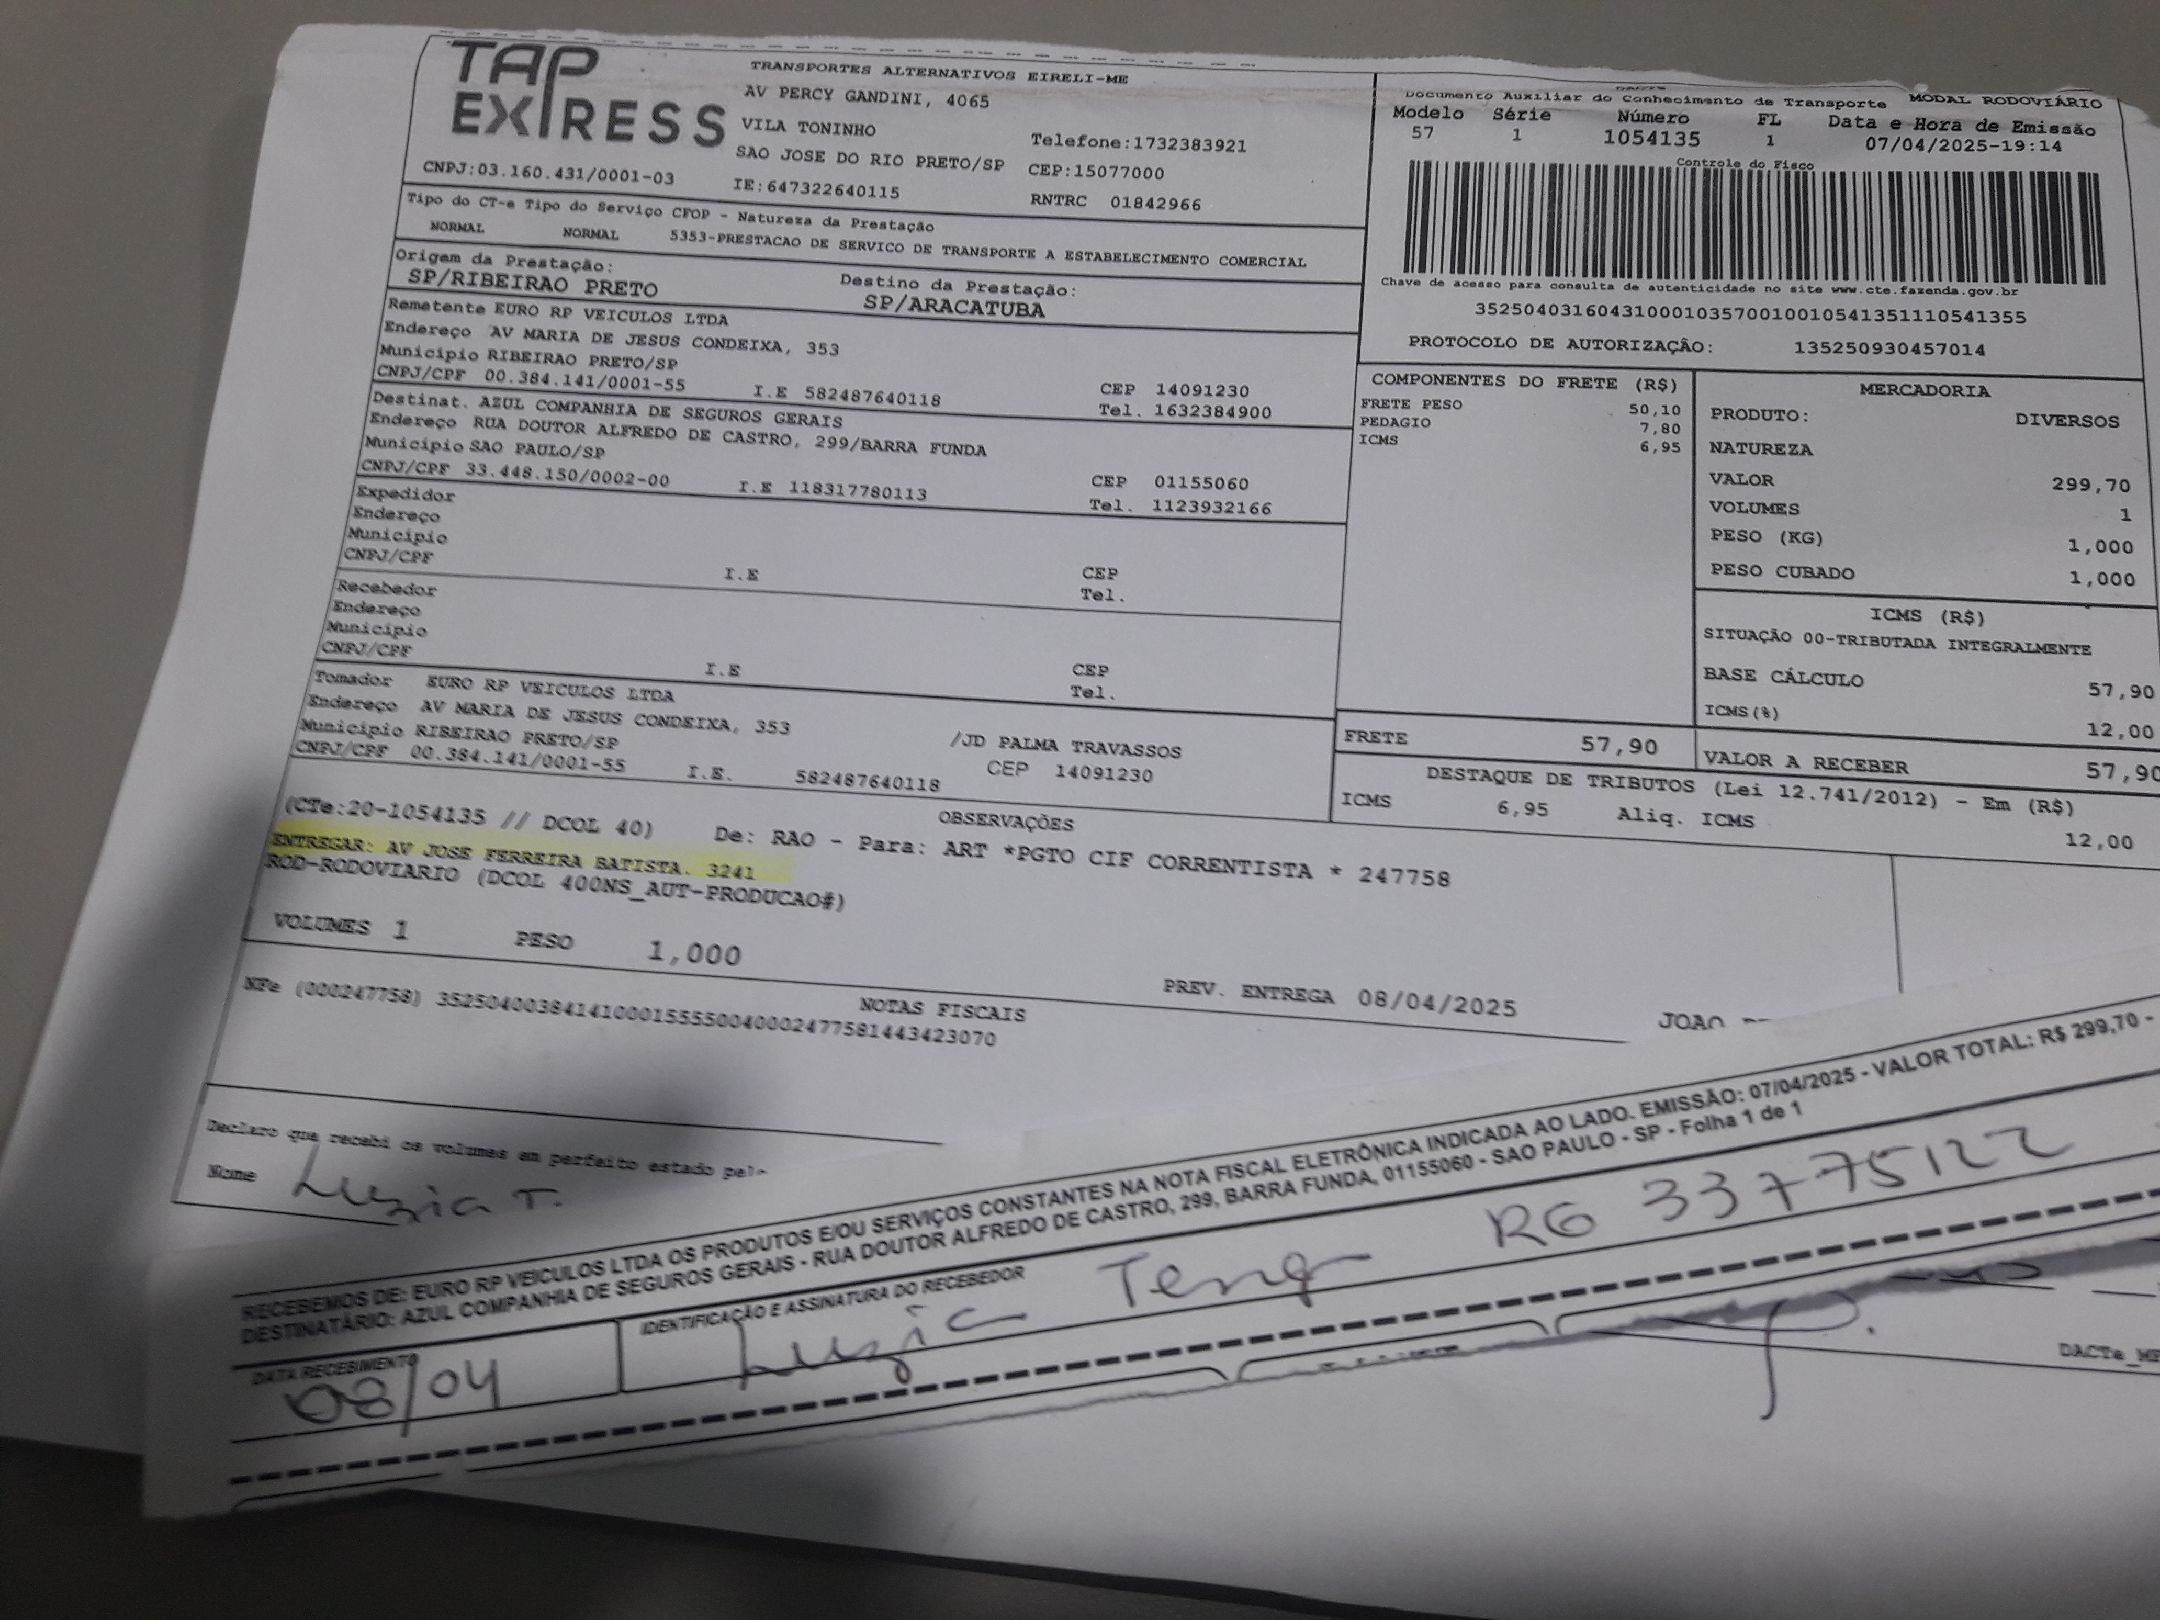 TAP EXPRESS
TRANSPORTES ALTERNATIVOS EIRELI-ME
AV PERCY GANDINI, 4065
VILA TONINHO
Telefone:1732383921
SAO JOSE DO RIO PRETO/SP CEP:15077000
CNPJ:03.160.431/0001-03 IE:647322640115 RNTRC 01842966
Documento Auxiliar do Conhecimento de Transporte MODAL RODOVIÁRIO
Modelo Série Número FL Data e Hora de Emissão
57 1 1054135 1 07/04/2025-19:14
Controle do Fisco
Chave de acesso para consulta de autenticidade no site www.cte.fazenda.gov.br
35250403160431000103570010010541351110541355
PROTOCOLO DE AUTORIZAÇÃO: 135250930457014
Tipo do CT-e Tipo do Serviço CFOP - Natureza da Prestação
NORMAL NORMAL 5353-PRESTACAO DE SERVICO DE TRANSPORTE A ESTABELECIMENTO COMERCIAL
Origem da Prestação: Destino da Prestação:
SP/RIBEIRAO PRETO SP/ARACATUBA
Remetente EURO RP VEICULOS LTDA
Endereço AV MARIA DE JESUS CONDEIXA, 353
Município RIBEIRAO PRETO/SP CEP 14091230
CNPJ/CPF 00.384.141/0001-55 I.E 582487640118 Tel. 1632384900
Destinat. AZUL COMPANHIA DE SEGUROS GERAIS
Endereço RUA DOUTOR ALFREDO DE CASTRO, 299/BARRA FUNDA
Município SAO PAULO/SP CEP 01155060
CNPJ/CPF 33.448.150/0002-00 I.E 118317780113 Tel. 1123932166
Expedidor
Endereço
Município CEP
CNPJ/CPF I.E Tel.
Recebedor
Endereço
Município CEP
CNPJ/CPF I.E Tel.
Tomador EURO RP VEICULOS LTDA
Endereço AV MARIA DE JESUS CONDEIXA, 353 /JD PALMA TRAVASSOS
Município RIBEIRAO PRETO/SP CEP 14091230
CNPJ/CPF 00.384.141/0001-55 I.E. 582487640118
COMPONENTES DO FRETE (R$)
FRETE PESO 50,10
PEDAGIO 7,80
ICMS 6,95
FRETE 57,90
MERCADORIA
PRODUTO: DIVERSOS
NATUREZA
VALOR 299,70
VOLUMES 1
PESO (KG) 1,000
PESO CUBADO 1,000
ICMS (R$)
SITUAÇÃO 00-TRIBUTADA INTEGRALMENTE
BASE CÁLCULO 57,90
ICMS(%) 12,00
VALOR A RECEBER 57,90
DESTAQUE DE TRIBUTOS (Lei 12.741/2012) - Em (R$)
ICMS 6,95 Aliq. ICMS 12,00
OBSERVAÇÕES
(CTe:20-1054135 // DCOL 40) De: RAO - Para: ART *PGTO CIF CORRENTISTA * 247758
ENTREGAR: AV JOSE FERREIRA BATISTA. 3241
ROD-RODOVIARIO (DCOL 400NS_AUT-PRODUCAO#)
VOLUMES 1 PESO 1,000 PREV. ENTREGA 08/04/2025
JOAO
NOTAS FISCAIS
NFe (000247758) 35250400384141000155550040002477581443423070
Declaro que recebi os volumes em perfeito estado
Nome Luzia T.
RECEBEMOS DE: EURO RP VEICULOS LTDA OS PRODUTOS E/OU SERVIÇOS CONSTANTES NA NOTA FISCAL ELETRÔNICA INDICADA AO LADO. EMISSÃO: 07/04/2025 - VALOR TOTAL: R$ 299,70 -
DESTINATÁRIO: AZUL COMPANHIA DE SEGUROS GERAIS - RUA DOUTOR ALFREDO DE CASTRO, 299, BARRA FUNDA, 01155060 - SAO PAULO - SP - Folha 1 de 1
DATA RECEBIMENTO IDENTIFICAÇÃO E ASSINATURA DO RECEBEDOR
08/04 Luzia RG 33775122